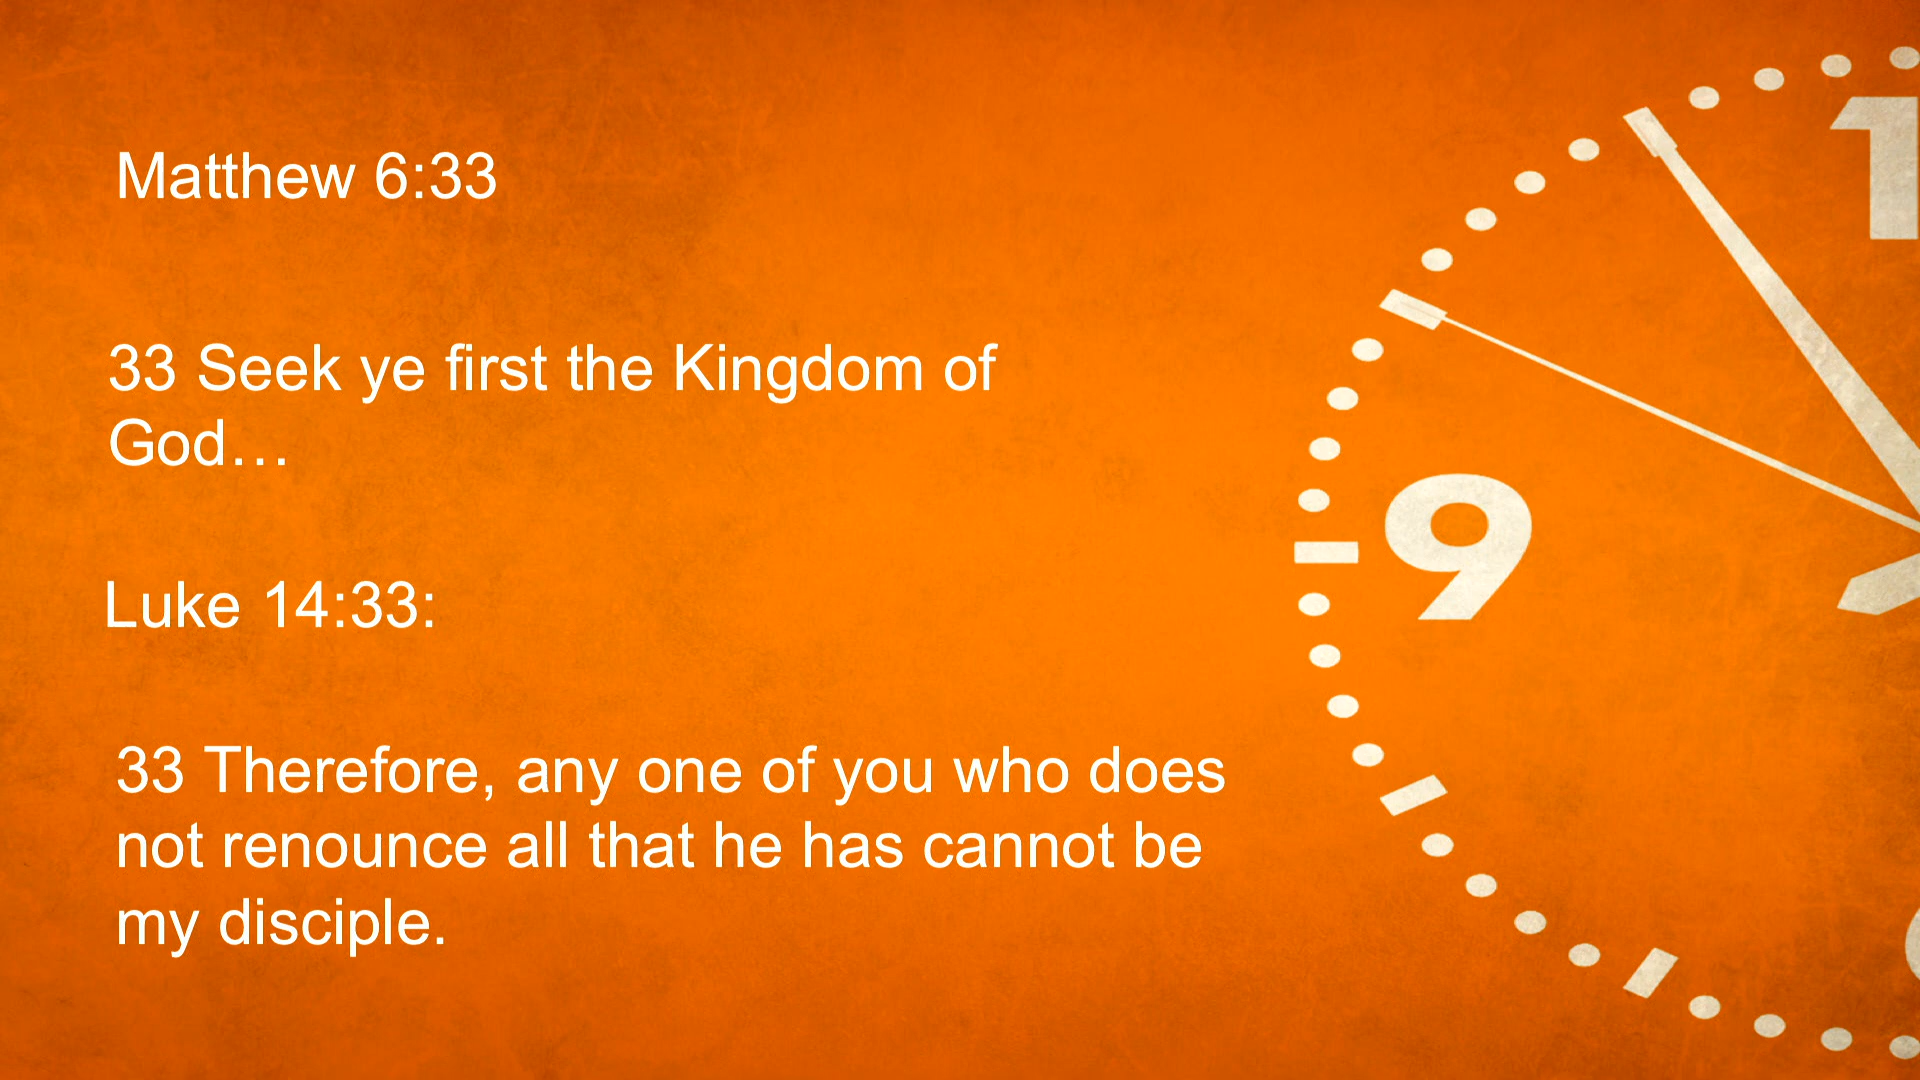 Matthew 6:33
33 Seek ye first the Kingdom of
God…
Luke 14:33:
33 Therefore, any one of you who does
not renounce all that he has cannot be
my disciple.
1
9